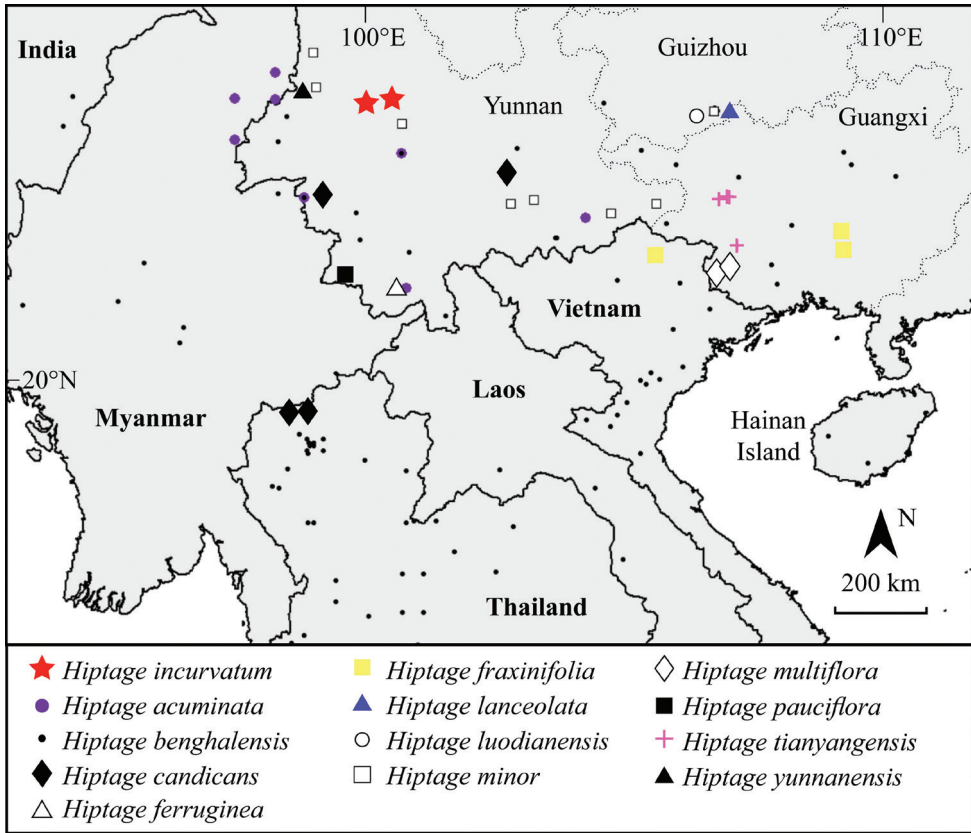 India
100°E
110°E
Guizhou
Yunnan
Guangxi
Vietnam
20°N
Laos
Myanmar
Hainan
Island
N
200 km
Thailand
Hiptage incurvatum
Hiptage fraxinifolia
Hiptage multiflora
Hiptage acuminata
Hiptage lanceolata
Hiptage pauciflora
Hiptage benghalensis
Hiptage luodianensis
Hiptage tianyangensis
Hiptage candicans
Hiptage minor
Hiptage yunnanensis
Hiptage ferruginea